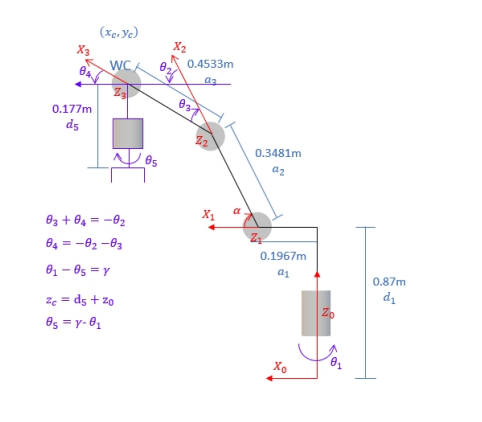 (x_c, y_c)
X_3
X_2
WC
θ_4
θ_2
0.4533m
a_3
Z_3
0.177m
d_5
θ_3
Z_2
θ_5
0.3481m
a_2
θ_3 + θ_4 = −θ_2
X_1
α
θ_4 = −θ_2 −θ_3
Z_1
0.1967m
a_1
θ_1 − θ_5 = γ
0.87m
d_1
z_c = d_5 + z_0
Z_0
θ_5 = γ- θ_1
X_0
θ_1